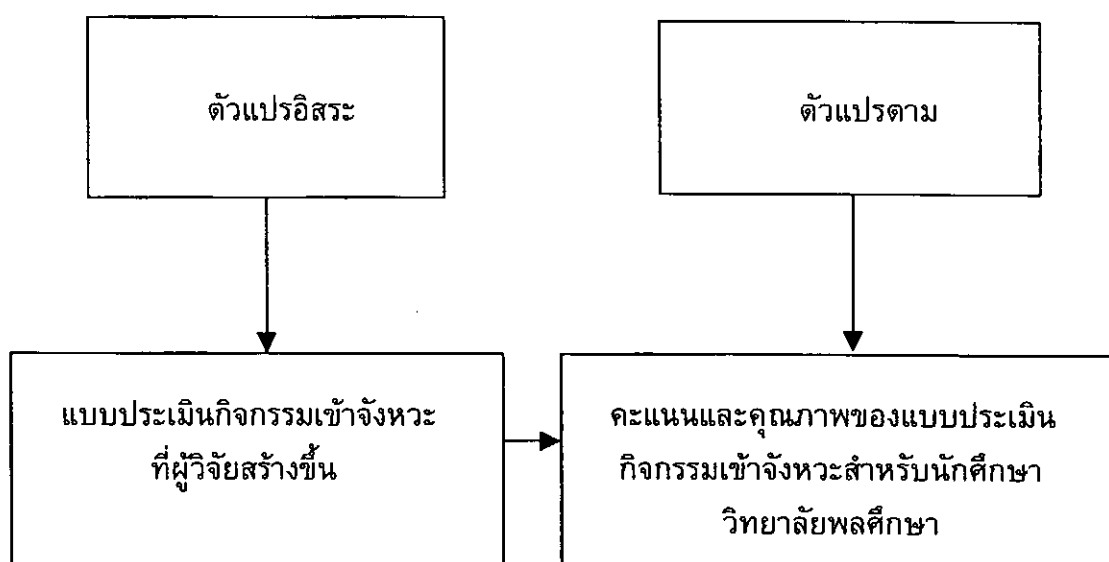 ตัวแปรอิสระ
ตัวแปรตาม
แบบประเมินกิจกรรมเข้าจังหวะ
ที่ผู้วิจัยสร้างขึ้น
คะแนนและคุณภาพของแบบประเมิน
กิจกรรมเข้าจังหวะสำหรับนักศึกษา
วิทยาลัยพลศึกษา